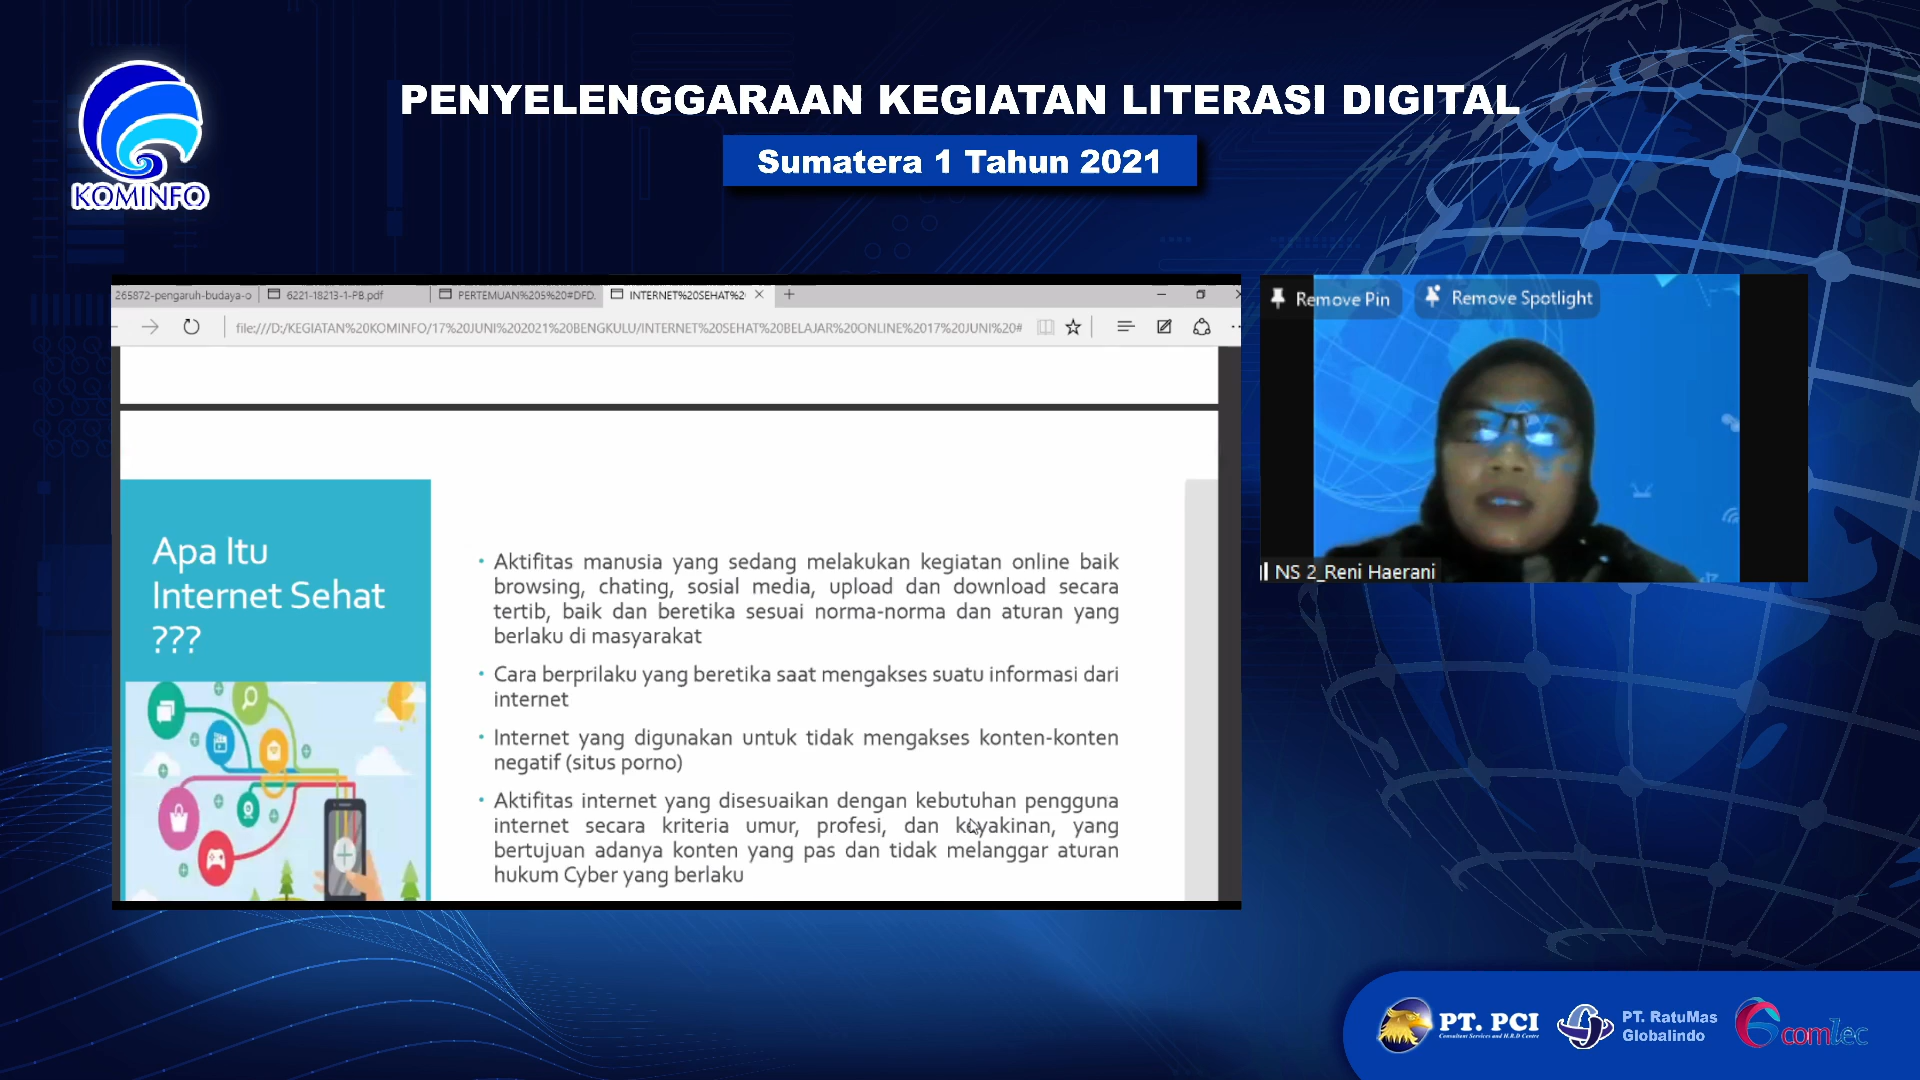 PENYELENGGARAAN KEGIATAN LITERASI DIGITAL
Sumatera 1 Tahun 2021
KOMINFO
265872-pengaruh-budaya-o
6221-18213-1-PB.pdf
PERTEMUAN%205%20#DFD.
INTERNET%20SEHAT%2(
file:///D:/KEGIATAN%20KOMINFO/17%20JUNI%202021%20BENGKULU/INTERNET%20SEHAT%20BELAJAR%20ONLINE%2017%20JUNI%20#
Remove Pin
Remove Spotlight
NS 2_Reni Haerani
Apa Itu
Internet Sehat
???
• Aktifitas manusia yang sedang melakukan kegiatan online baik
browsing, chating, sosial media, upload dan download secara
tertib, baik dan beretika sesuai norma-norma dan aturan yang
berlaku di masyarakat
• Cara berprilaku yang beretika saat mengakses suatu informasi dari
internet
• Internet yang digunakan untuk tidak mengakses konten-konten
negatif (situs porno)
• Aktifitas internet yang disesuaikan dengan kebutuhan pengguna
internet secara kriteria umur, profesi, dan keyakinan, yang
bertujuan adanya konten yang pas dan tidak melanggar aturan
hukum Cyber yang berlaku
PT. PCI
Consultant Services and H.R.D Centre
PT. RatuMas
Globalindo
comtec